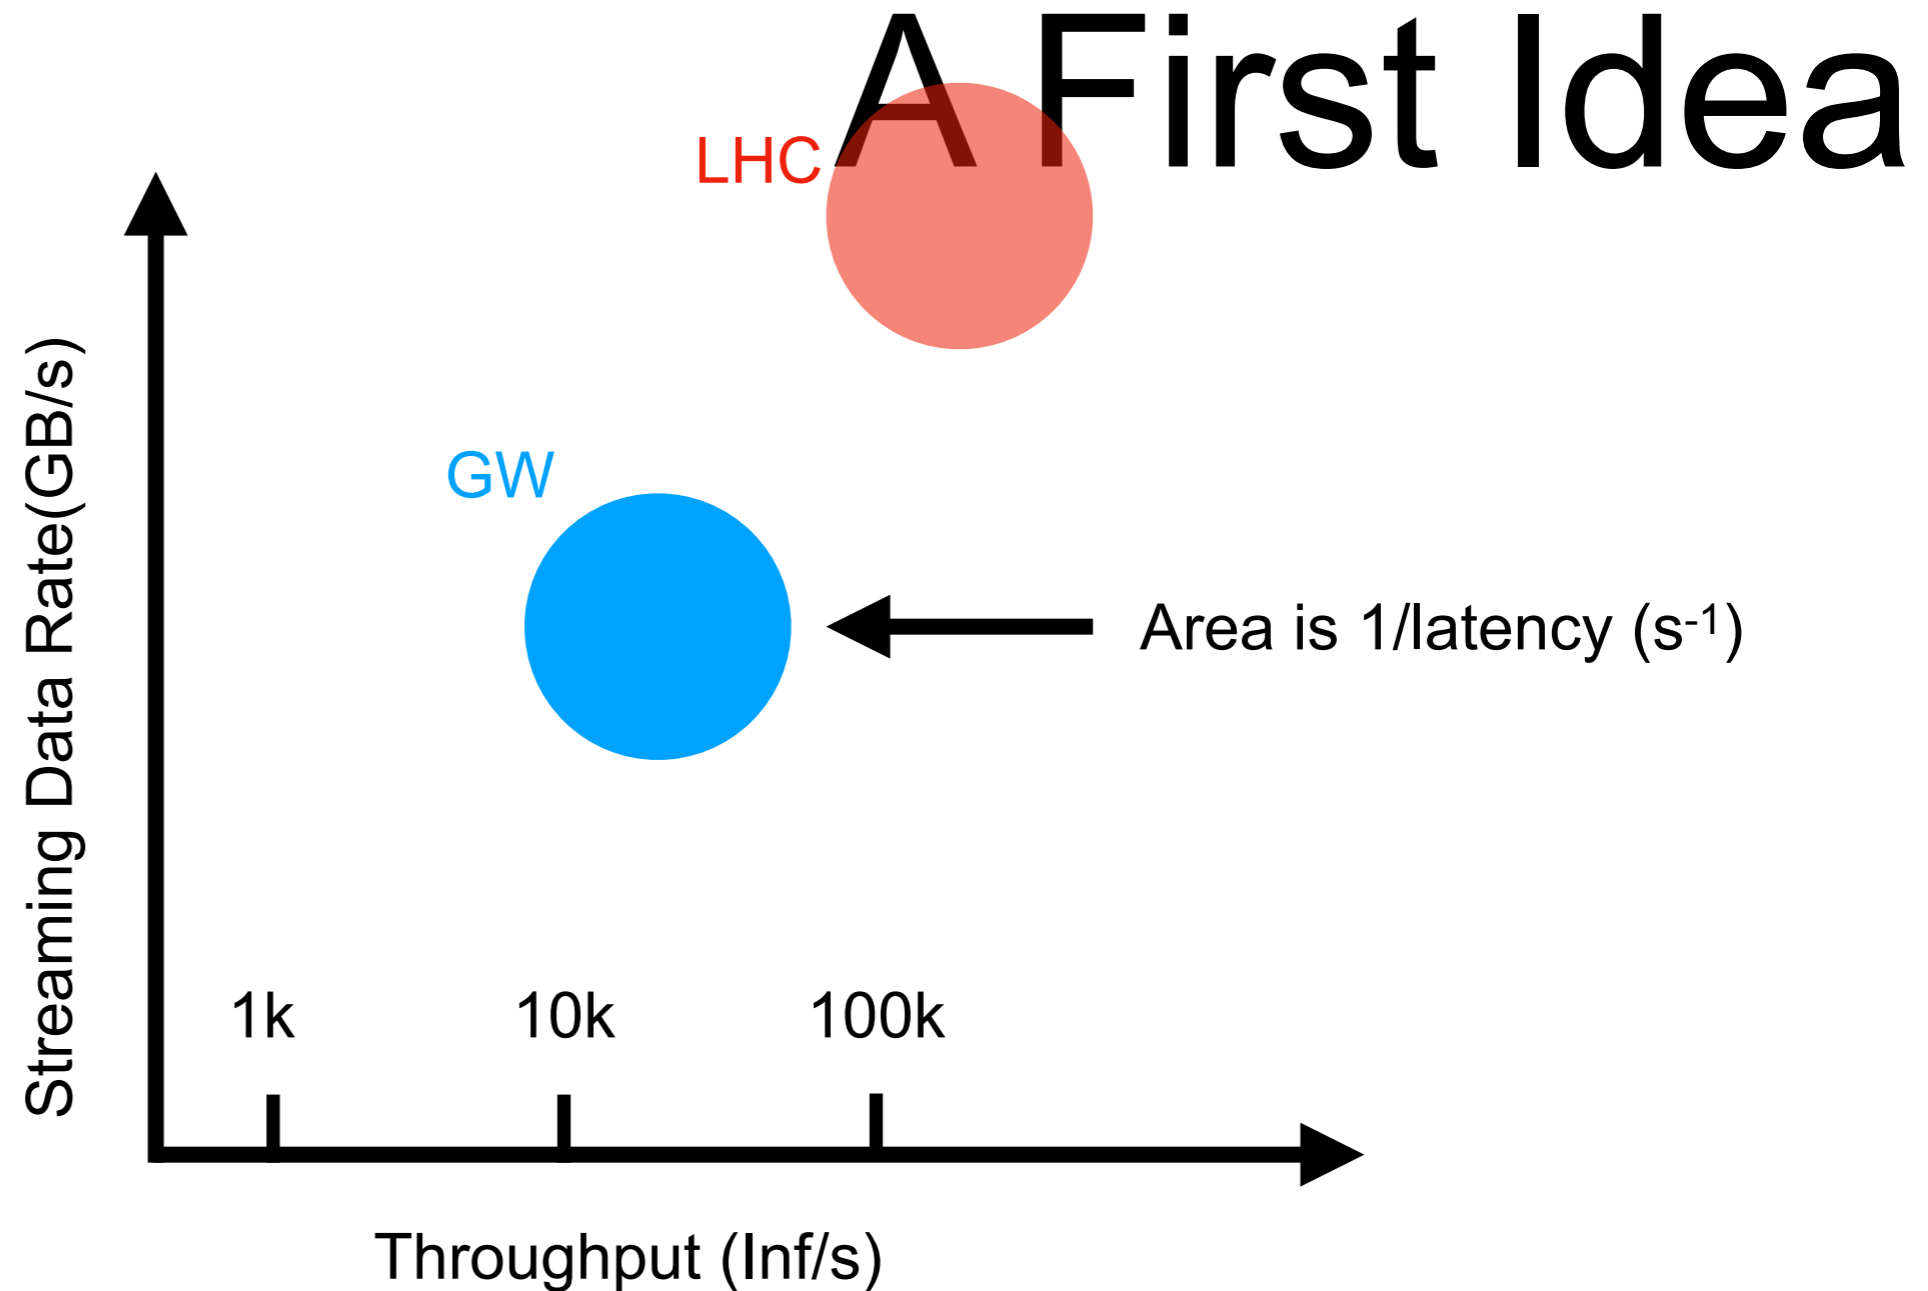 A First Idea
LHC
Streaming Data Rate(GB/s)
GW
Area is 1/latency (s⁻¹)
1k 10k 100k
Throughput (Inf/s)